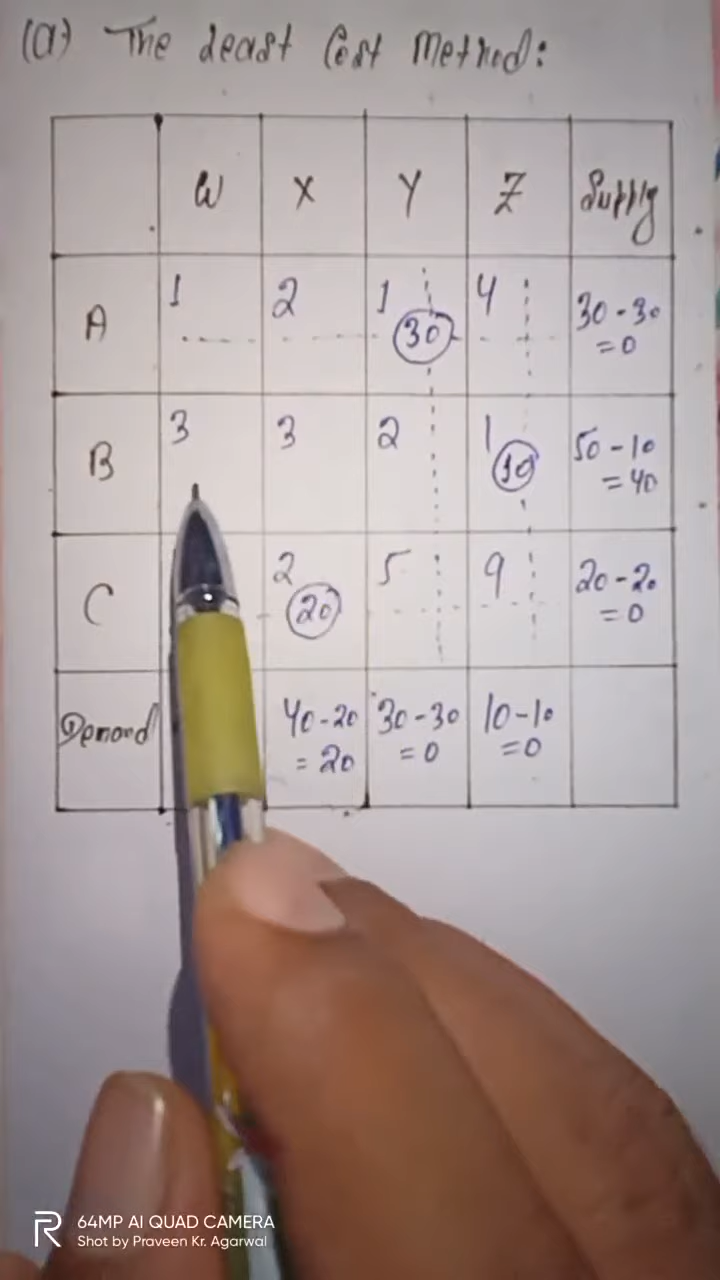 (a) The Least Cost Method:
W X Y Z Supply
A 1 2 1 30 4 30-30 =0
B 3 3 2 1 10 50-10 =40
C 2 20 5 9 20-20 =0
Demand 40-20 =20 30-30 =0 10-10 =0
64MP AI QUAD CAMERA
Shot by Praveen Kr. Agarwal